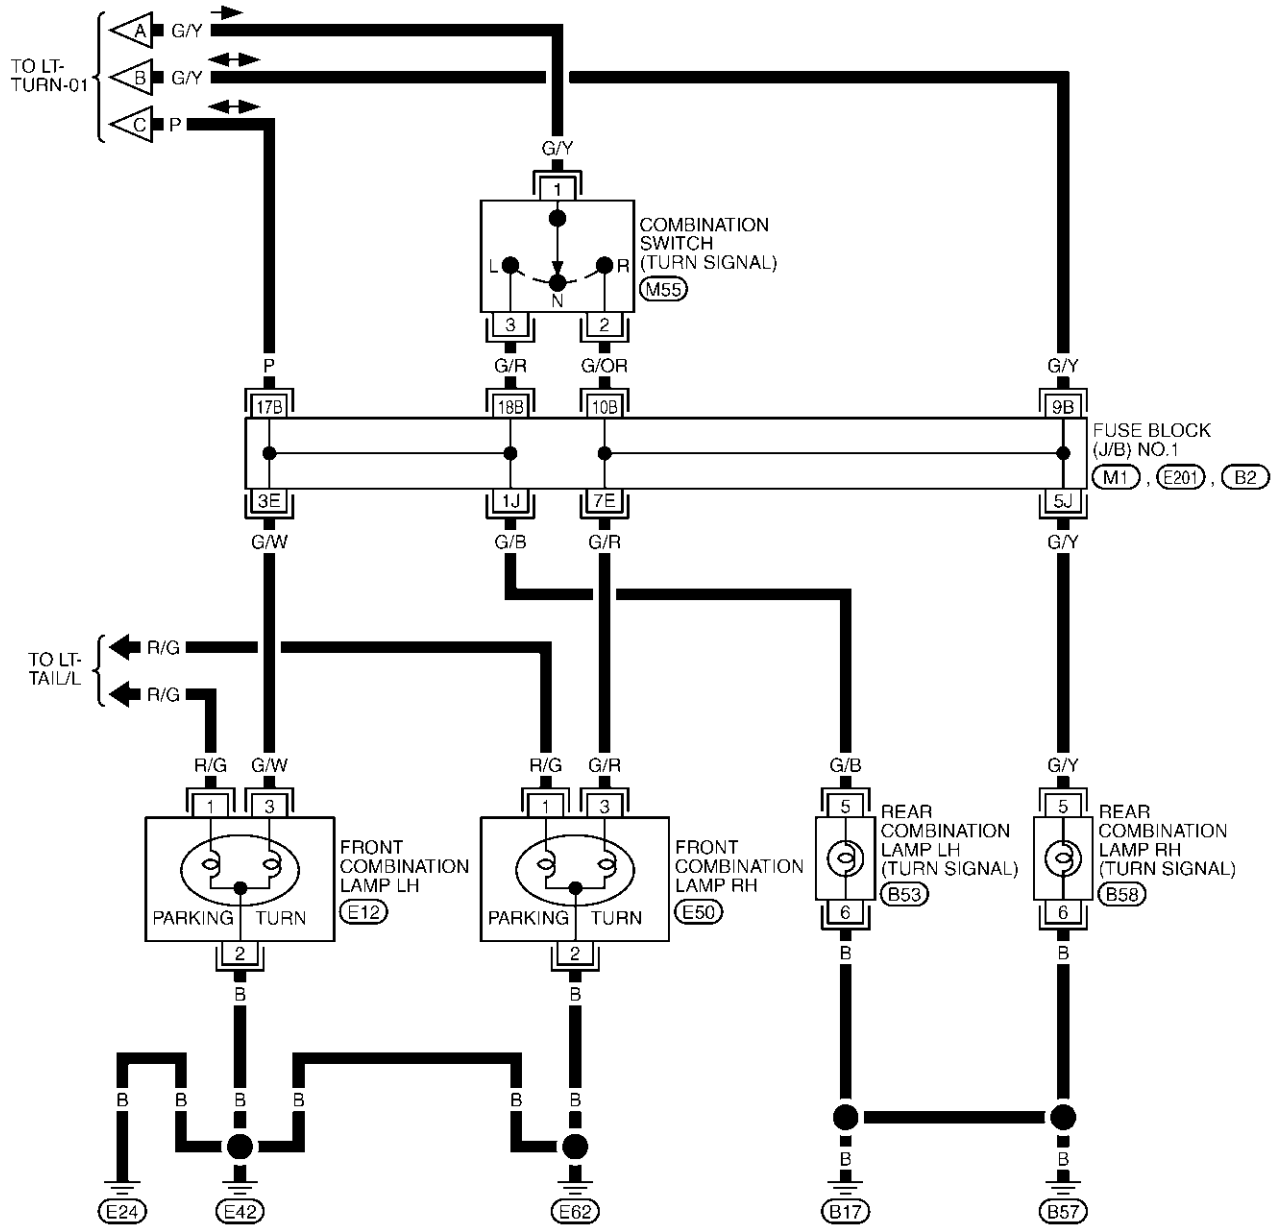 A G/Y
TO LT-
TURN-01
B G/Y
C P
G/Y
1
COMBINATION
SWITCH
(TURN SIGNAL)
M55
L R
N
3 2
P G/R G/OR G/Y
17B 18B 10B 9B
FUSE BLOCK
(J/B) NO.1
M1 , E201 , B2
3E 1J 7E 5J
G/W G/B G/R G/Y
TO LT-
TAIL/L
R/G
R/G
R/G G/W R/G G/R G/B G/Y
1 3 1 3 5 5
FRONT
COMBINATION
LAMP LH
E12
PARKING TURN
FRONT
COMBINATION
LAMP RH
E50
PARKING TURN
REAR
COMBINATION
LAMP LH
(TURN SIGNAL)
B53
REAR
COMBINATION
LAMP RH
(TURN SIGNAL)
B58
2 2 6 6
B B B B
B B B B B B
B B
E24 E42 E62 B17 B57